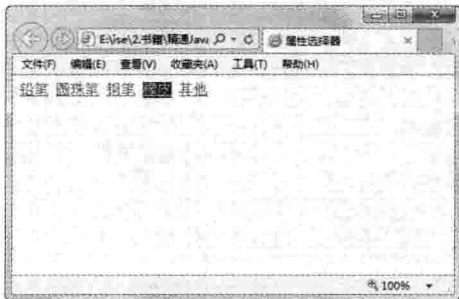 E:\ise\2.书籍\精通Jav 属性选择器
文件(F) 编辑(E) 查看(V) 收藏夹(A) 工具(T) 帮助(H)
铅笔 圆珠笔 钢笔 橡皮 其他
100%